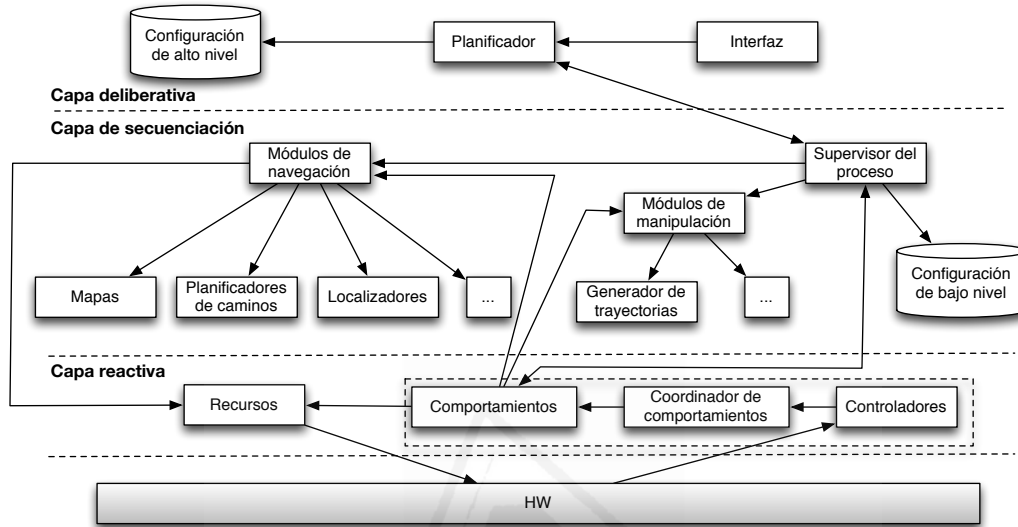 Configuración
de alto nivel
Planificador
Interfaz
Capa deliberativa
Capa de secuenciación
Módulos de
navegación
Supervisor del
proceso
Módulos de
manipulación
Mapas
Planificadores
de caminos
Localizadores
...
Generador de
trayectorias
...
Configuración
de bajo nivel
Capa reactiva
Recursos
Comportamientos
Coordinador de
comportamientos
Controladores
HW